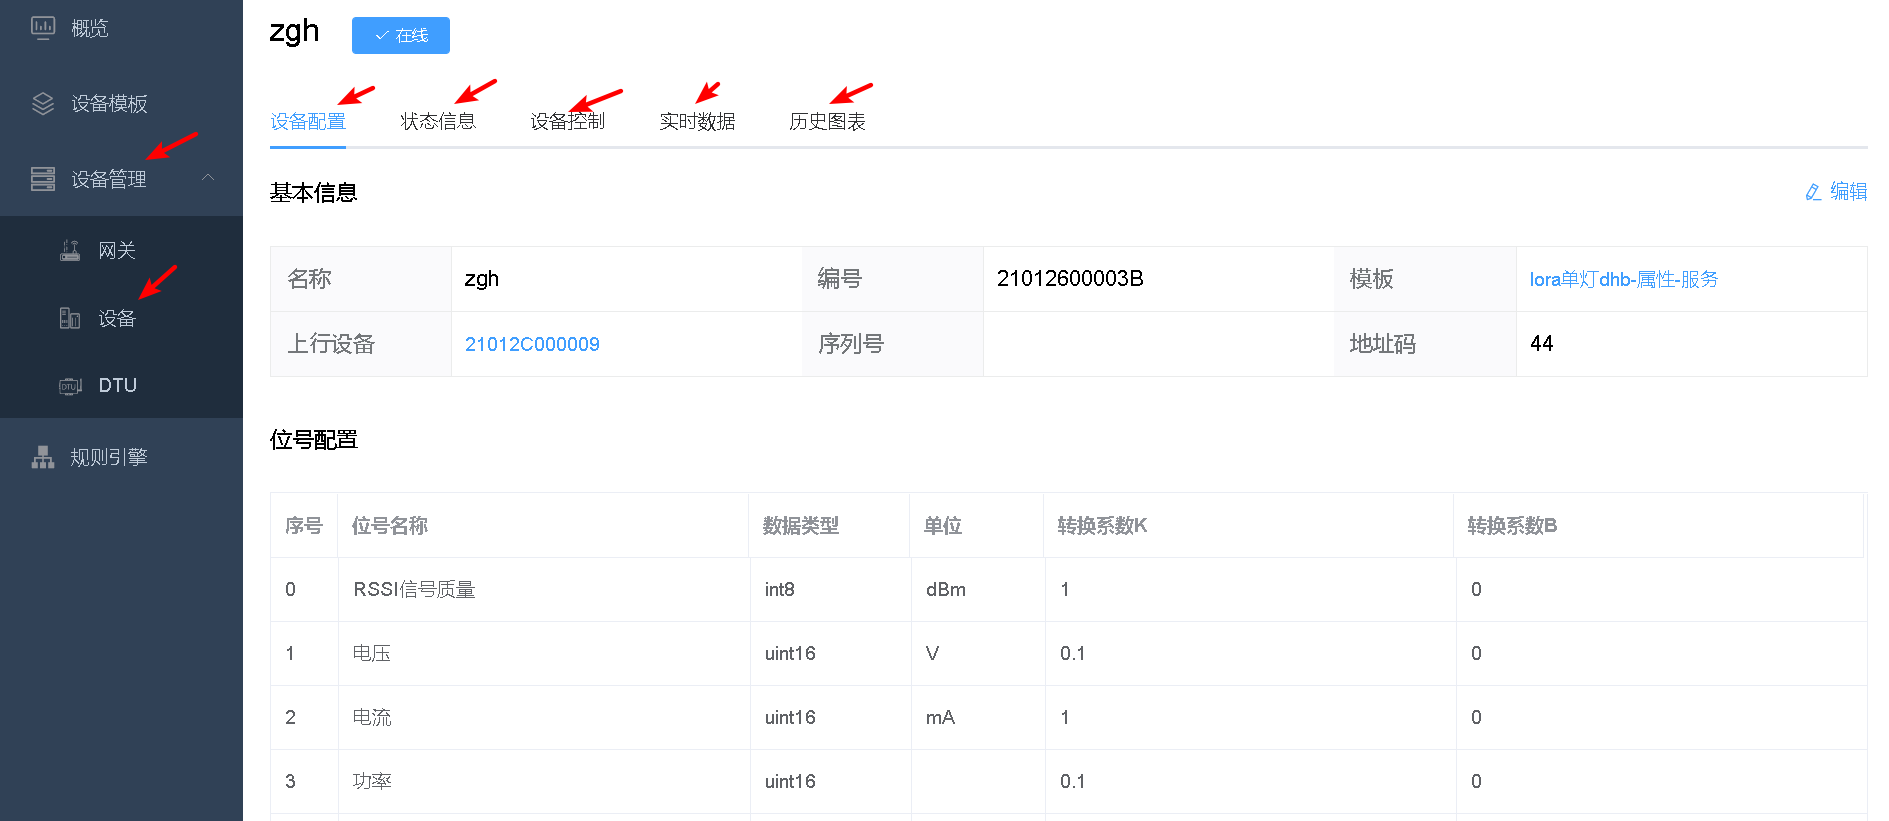 概览
设备模板
设备管理
网关
设备
DTU
规则引擎
zgh 在线
设备配置 状态信息 设备控制 实时数据 历史图表
基本信息 编辑
名称 zgh 编号 21012600003B 模板 lora单灯dhb-属性-服务
上行设备 21012C000009 序列号 地址码 44
位号配置
序号 位号名称 数据类型 单位 转换系数K 转换系数B
0 RSSI信号质量 int8 dBm 1 0
1 电压 uint16 V 0.1 0
2 电流 uint16 mA 1 0
3 功率 uint16 0.1 0